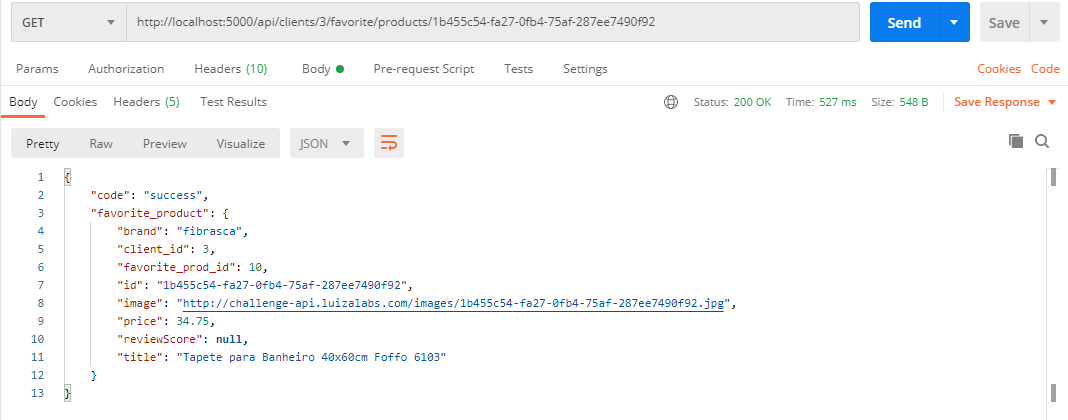 GET http://localhost:5000/api/clients/3/favorite/products/1b455c54-fa27-0fb4-75af-287ee7490f92 Send Save
Params Authorization Headers (10) Body Pre-request Script Tests Settings Cookies Code
Body Cookies Headers (5) Test Results Status: 200 OK Time: 527 ms Size: 548 B Save Response
Pretty Raw Preview Visualize JSON
1 {
2 "code": "success",
3 "favorite_product": {
4 "brand": "fibrasca",
5 "client_id": 3,
6 "favorite_prod_id": 10,
7 "id": "1b455c54-fa27-0fb4-75af-287ee7490f92",
8 "image": "http://challenge-api.luizalabs.com/images/1b455c54-fa27-0fb4-75af-287ee7490f92.jpg",
9 "price": 34.75,
10 "reviewScore": null,
11 "title": "Tapete para Banheiro 40x60cm Foffo 6103"
12 }
13 }